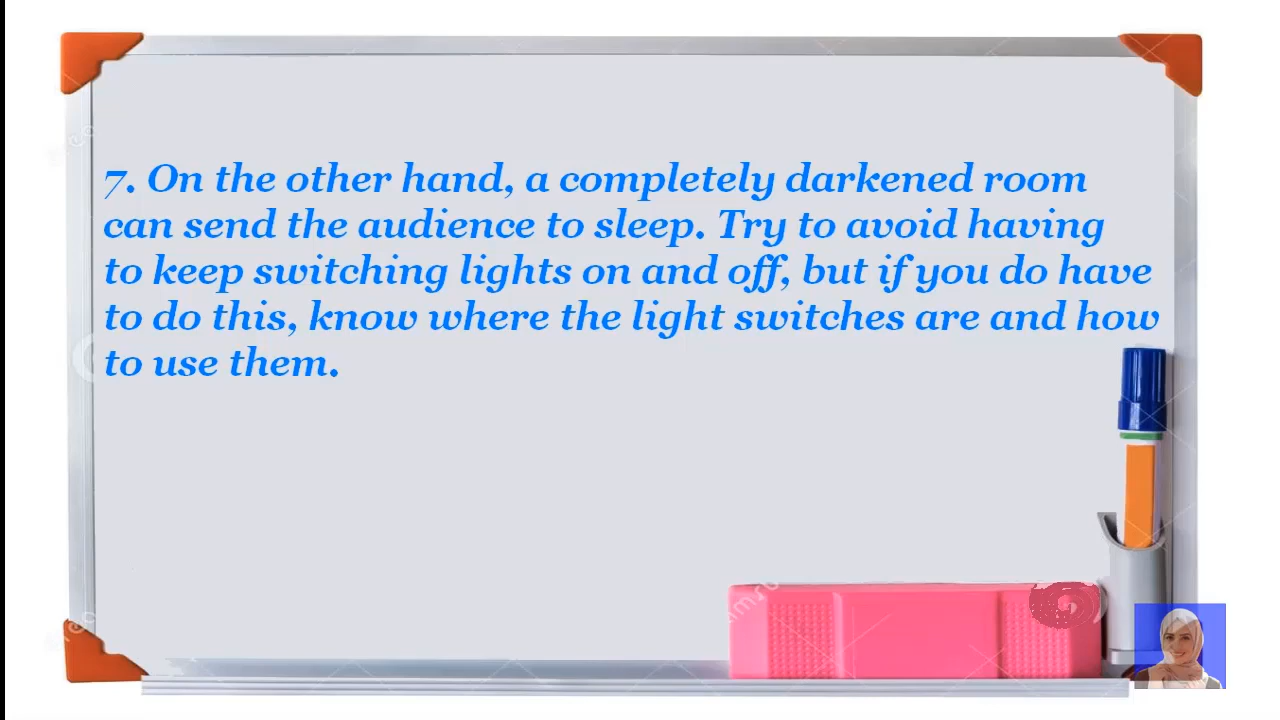 7. On the other hand, a completely darkened room
can send the audience to sleep. Try to avoid having
to keep switching lights on and off, but if you do have
to do this, know where the light switches are and how
to use them.